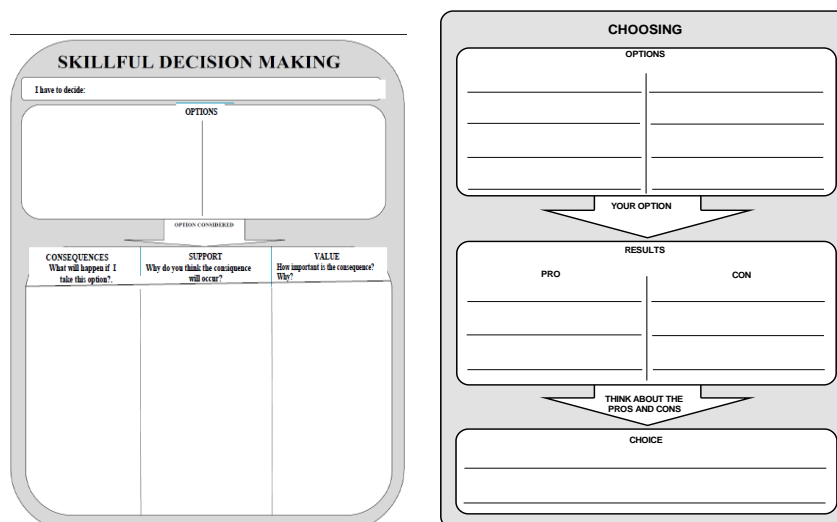 SKILLFUL DECISION MAKING
I have to decide:
OPTIONS
OPTION CONSIDERED
CONSEQUENCES
What will happen if I
take this option?.
SUPPORT
Why do you think the consiquence
will occur?
VALUE
How important is the consequence?
Why?
CHOOSING
OPTIONS
YOUR OPTION
RESULTS
PRO
CON
THINK ABOUT THE
PROS AND CONS
CHOICE